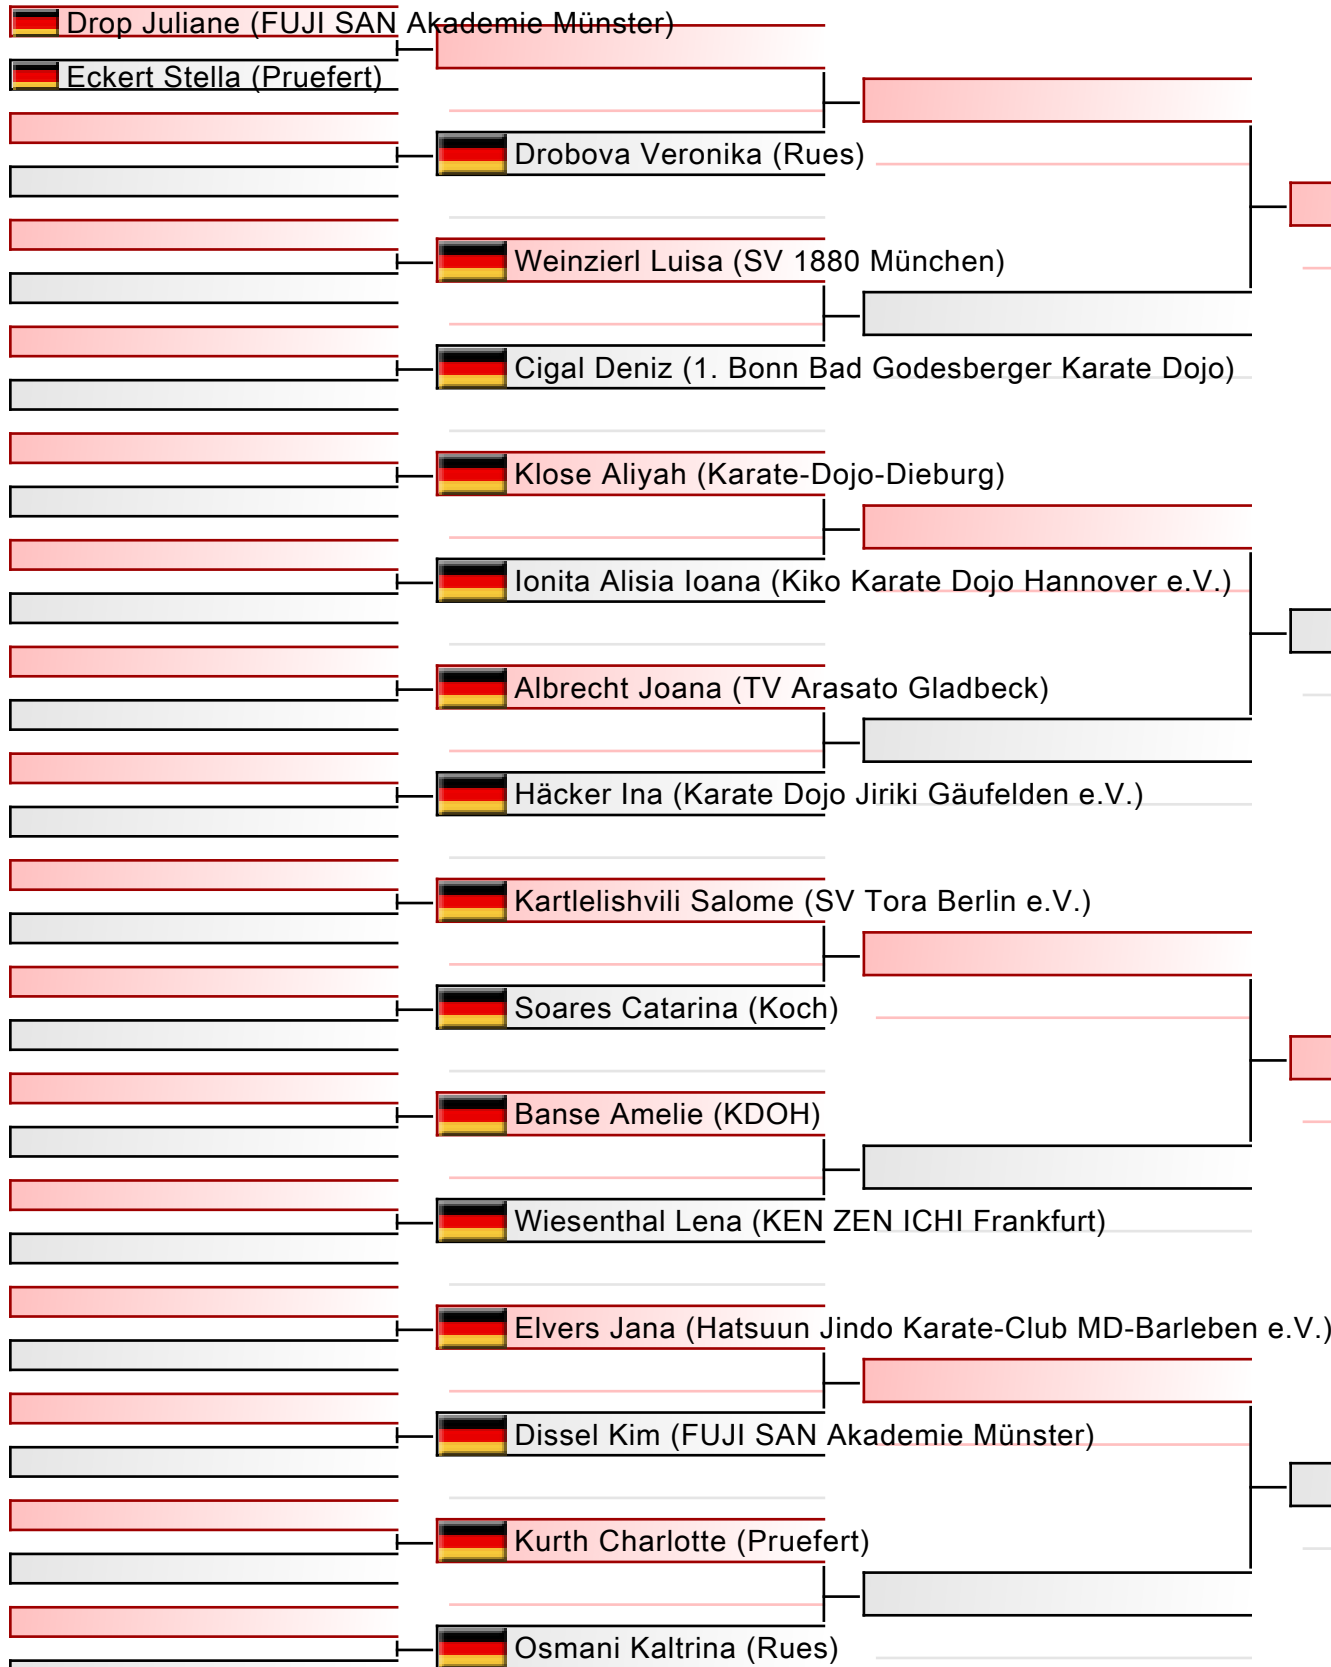 Drop Juliane (FUJI SAN Akademie Münster)
Eckert Stella (Pruefert)
Drobova Veronika (Rues)
Weinzierl Luisa (SV 1880 München)
Cigal Deniz (1. Bonn Bad Godesberger Karate Dojo)
Klose Aliyah (Karate-Dojo-Dieburg)
Ionita Alisia Ioana (Kiko Karate Dojo Hannover e.V.)
Albrecht Joana (TV Arasato Gladbeck)
Häcker Ina (Karate Dojo Jiriki Gäufelden e.V.)
Kartlelishvili Salome (SV Tora Berlin e.V.)
Soares Catarina (Koch)
Banse Amelie (KDOH)
Wiesenthal Lena (KEN ZEN ICHI Frankfurt)
Elvers Jana (Hatsuun Jindo Karate-Club MD-Barleben e.V.)
Dissel Kim (FUJI SAN Akademie Münster)
Kurth Charlotte (Pruefert)
Osmani Kaltrina (Rues)